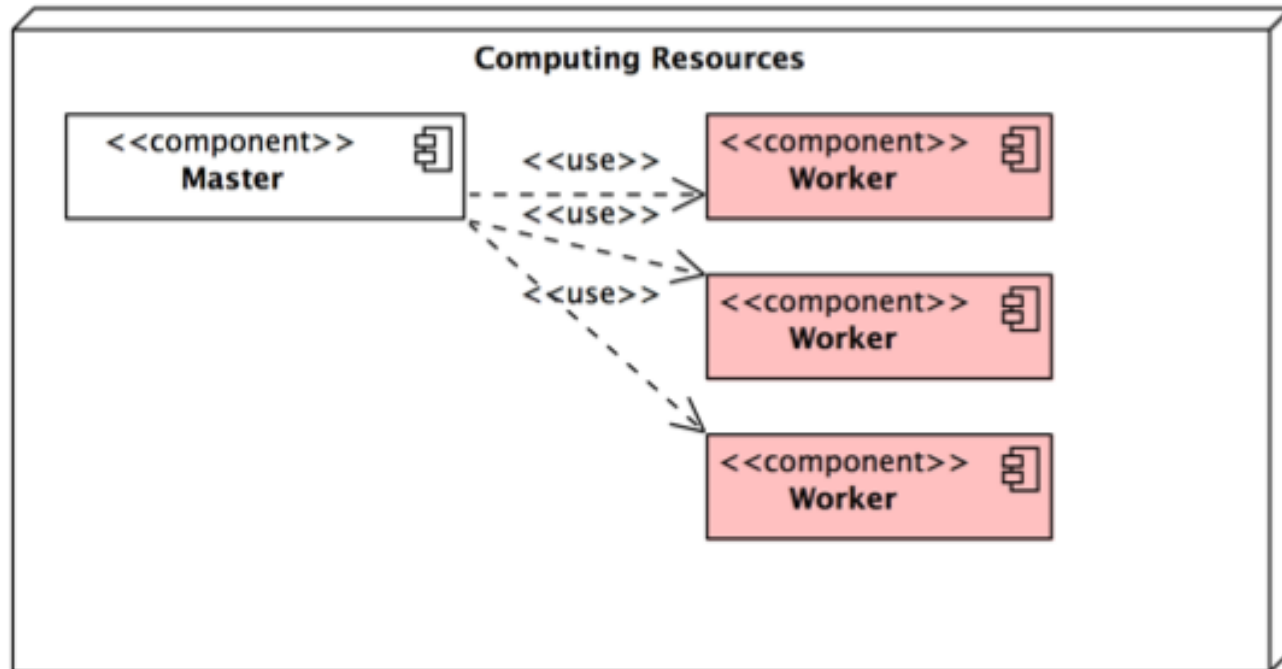 Computing Resources
<<component>>
Master
<<use>>
<<use>>
<<use>>
<<component>>
Worker
<<component>>
Worker
<<component>>
Worker